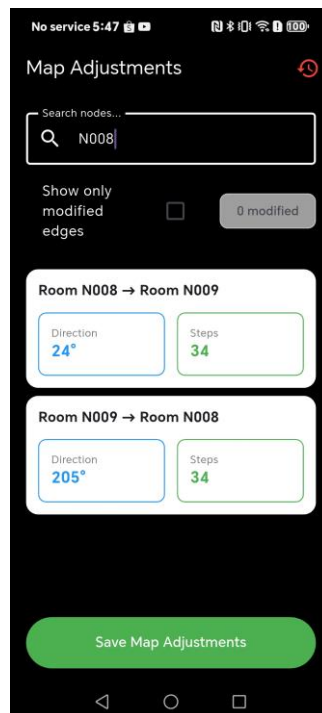 No service 5:47 100
Map Adjustments
Search nodes...
N008
Show only
modified
edges
0 modified
Room N008 → Room N009
Direction
24°
Steps
34
Room N009 → Room N008
Direction
205°
Steps
34
Save Map Adjustments